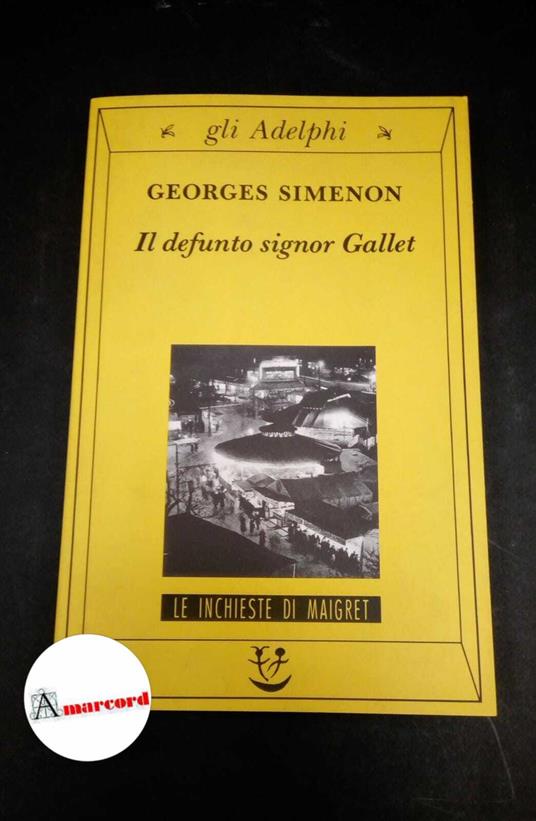 gli Adelphi
GEORGES SIMENON
Il defunto signor Gallet
LE INCHIESTE DI MAIGRET
Amarcord